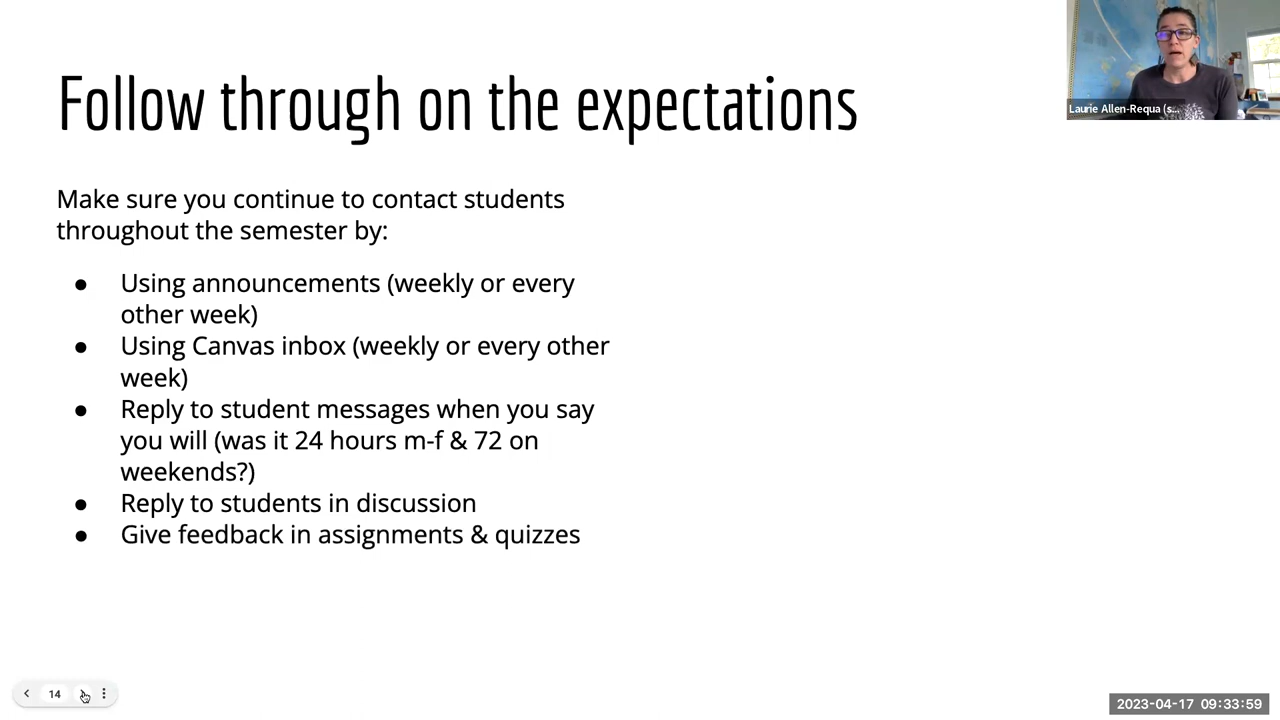 Follow through on the expectations
Laurie Allen-Requa (s...
Make sure you continue to contact students
throughout the semester by:
● Using announcements (weekly or every
other week)
● Using Canvas inbox (weekly or every other
week)
● Reply to student messages when you say
you will (was it 24 hours m-f & 72 on
weekends?)
● Reply to students in discussion
● Give feedback in assignments & quizzes
14
2023-04-17 09:33:59